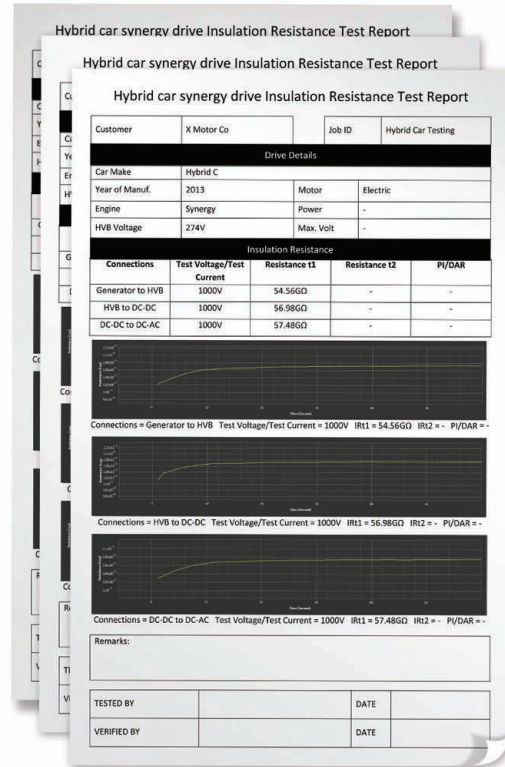 Hybrid car synergy drive Insulation Resistance Test Report
Hybrid car synergy drive Insulation Resistance Test Report
Hybrid car synergy drive Insulation Resistance Test Report
Customer X Motor Co Job ID Hybrid Car Testing
Drive Details
Car Make Hybrid C
Year of Manuf. 2013 Motor Electric
Engine Synergy Power -
HVB Voltage 274V Max. Volt -
Insulation Resistance
Connections Test Voltage/Test Current Resistance t1 Resistance t2 PI/DAR
Generator to HVB 1000V 54.56GΩ - -
HVB to DC-DC 1000V 56.98GΩ - -
DC-DC to DC-AC 1000V 57.48GΩ - -
Connections = Generator to HVB Test Voltage/Test Current = 1000V IRt1 = 54.56GΩ IRt2 = - PI/DAR = -
Connections = HVB to DC-DC Test Voltage/Test Current = 1000V IRt1 = 56.98GΩ IRt2 = - PI/DAR = -
Connections = DC-DC to DC-AC Test Voltage/Test Current = 1000V IRt1 = 57.48GΩ IRt2 = - PI/DAR = -
Remarks:
TESTED BY DATE
VERIFIED BY DATE